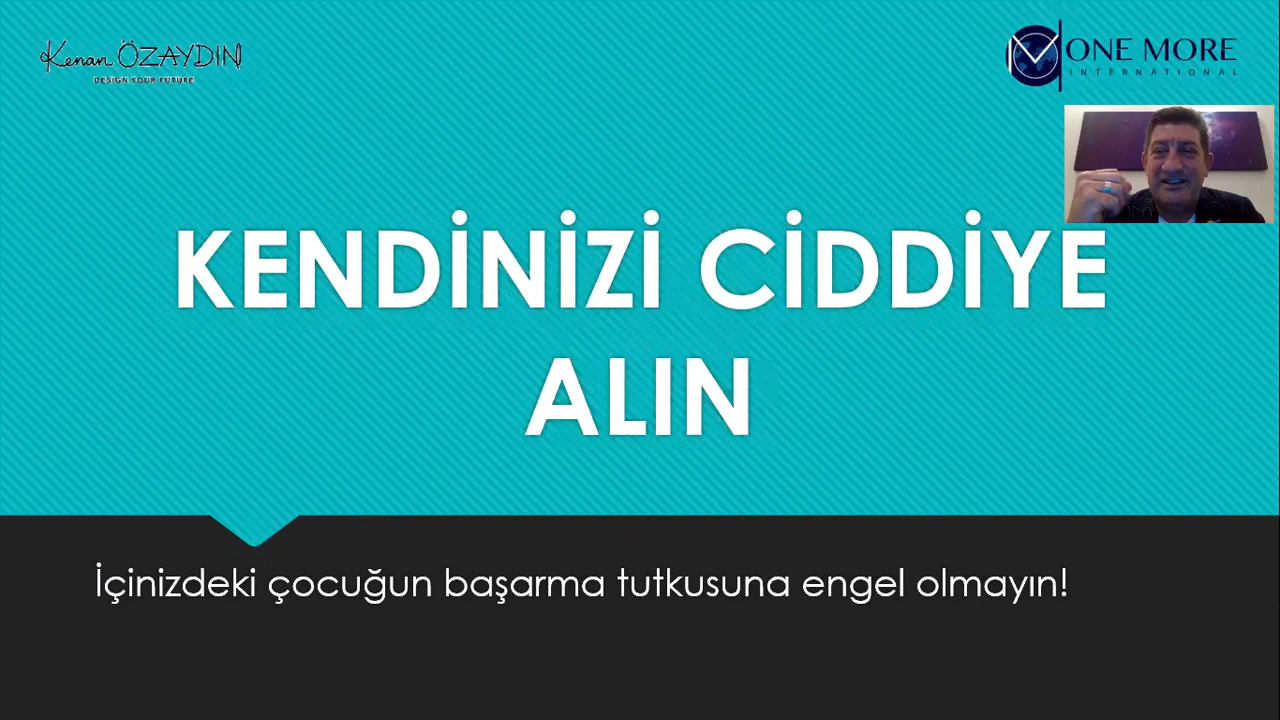 Kenan ÖZAYDIN
DESIGN YOUR FUTURE
ONE MORE
INTERNATIONAL
KENDİNİZİ CİDDİYE
ALIN
İçinizdeki çocuğun başarma tutkusuna engel olmayın!